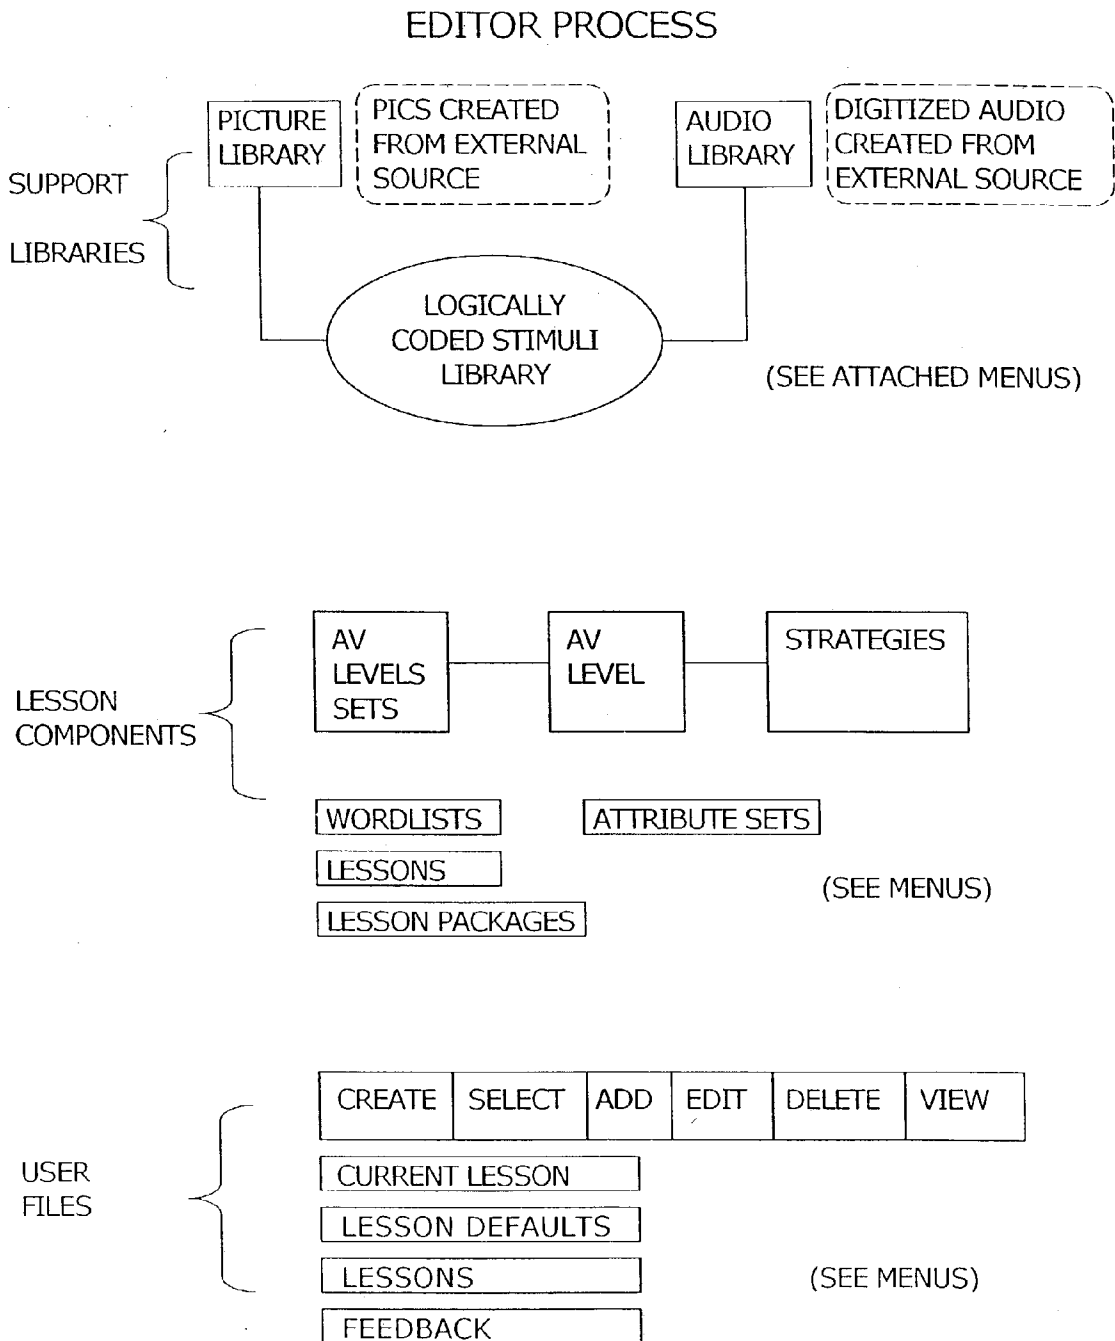 EDITOR PROCESS
PICTURE
LIBRARY
PICS CREATED
FROM EXTERNAL
SOURCE
AUDIO
LIBRARY
DIGITIZED AUDIO
CREATED FROM
EXTERNAL SOURCE
SUPPORT
LIBRARIES
LOGICALLY
CODED STIMULI
LIBRARY
(SEE ATTACHED MENUS)
LESSON
COMPONENTS
AV
LEVELS
SETS
AV
LEVEL
STRATEGIES
WORDLISTS
ATTRIBUTE SETS
LESSONS
LESSON PACKAGES
(SEE MENUS)
USER
FILES
CREATE
SELECT
ADD
EDIT
DELETE
VIEW
CURRENT LESSON
LESSON DEFAULTS
LESSONS
FEEDBACK
(SEE MENUS)